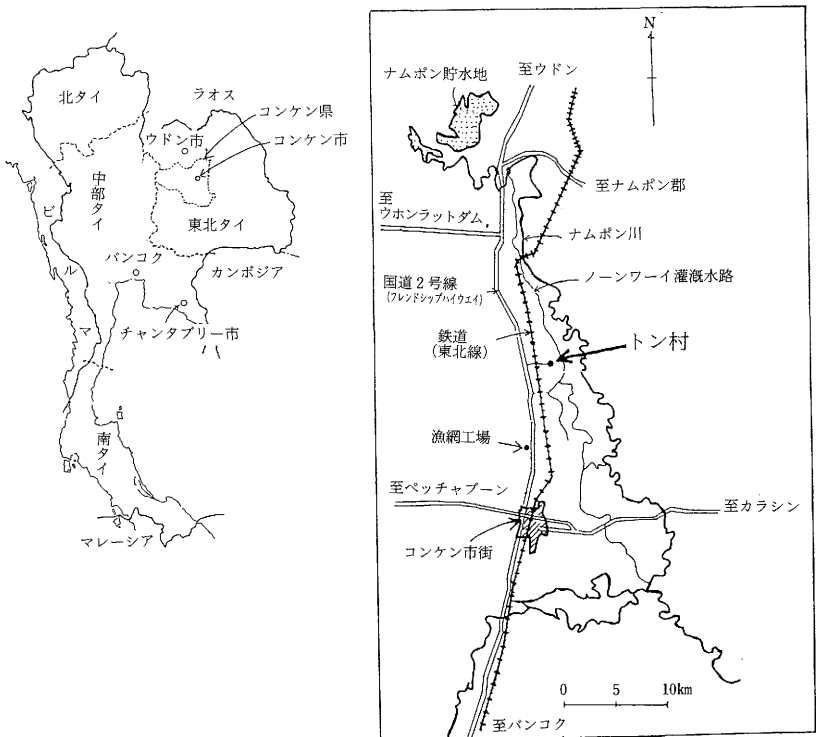 北タイ
ラオス
コンケン県
ウドン市
コンケン市
中部タイ
東北タイ
ビルマ
バンコク
カンボジア
チャンタブリー市
南タイ
マレーシア
N
ナムポン貯水地
至ウドン
至ナムポン郡
至
ウホンラットダム
ナムポン川
国道2号線
(フレンドシップハイウエイ)
ノーンワーイ灌漑水路
鉄道
(東北線)
トン村
漁網工場
至ペッチャブーン
至カラシン
コンケン市街
0 5 10km
至バンコク